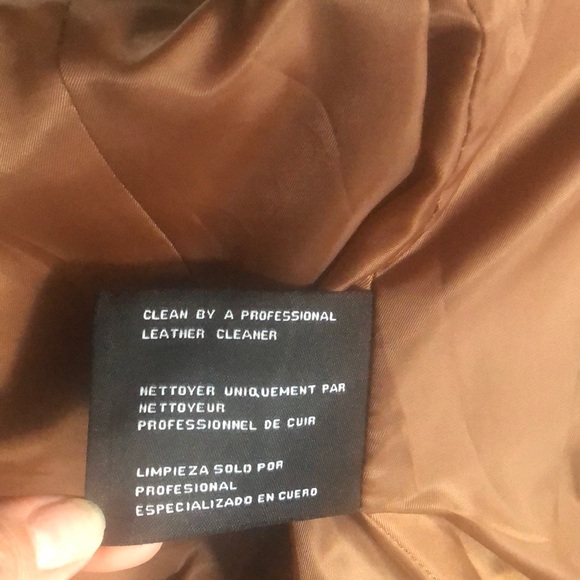 CLEAN BY A PROFESSIONAL
LEATHER CLEANER
NETTOYER UNIQUEMENT PAR
NETTOYEUR
PROFESSIONNEL DE CUIR
LIMPIEZA SOLO POR
PROFESIONAL
ESPECIALIZADO EN CUERO